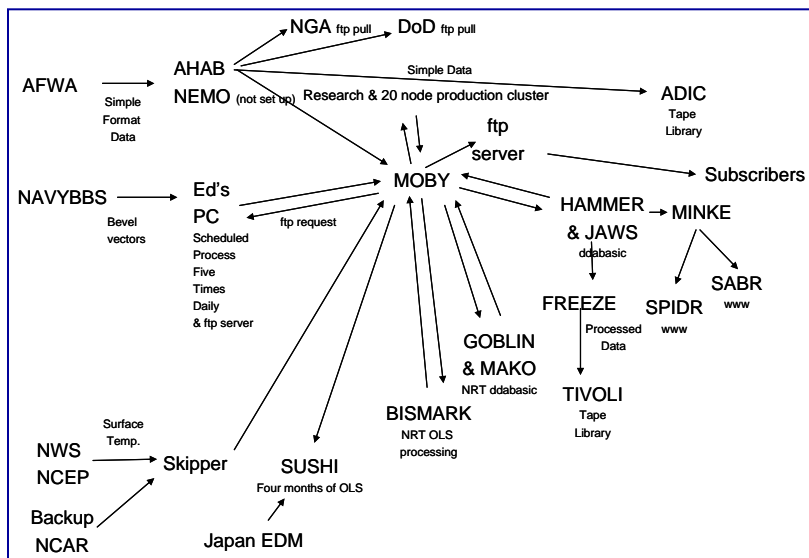 NGA ftp pull
DoD ftp pull
AFWA
Simple
Format
Data
AHAB
NEMO (not set up)
Simple Data
Research & 20 node production cluster
ADIC
Tape
Library
ftp
server
Subscribers
NAVYBBS
Bevel
vectors
Ed's
PC
Scheduled
Process
Five
Times
Daily
& ftp server
ftp request
MOBY
HAMMER
& JAWS
ddabasic
MINKE
SABR
www
SPIDR
www
FREEZE
Processed
Data
TIVOLI
Tape
Library
GOBLIN
& MAKO
NRT ddabasic
BISMARK
NRT OLS
processing
Surface
Temp.
NWS
NCEP
Skipper
SUSHI
Four months of OLS
Backup
NCAR
Japan EDM